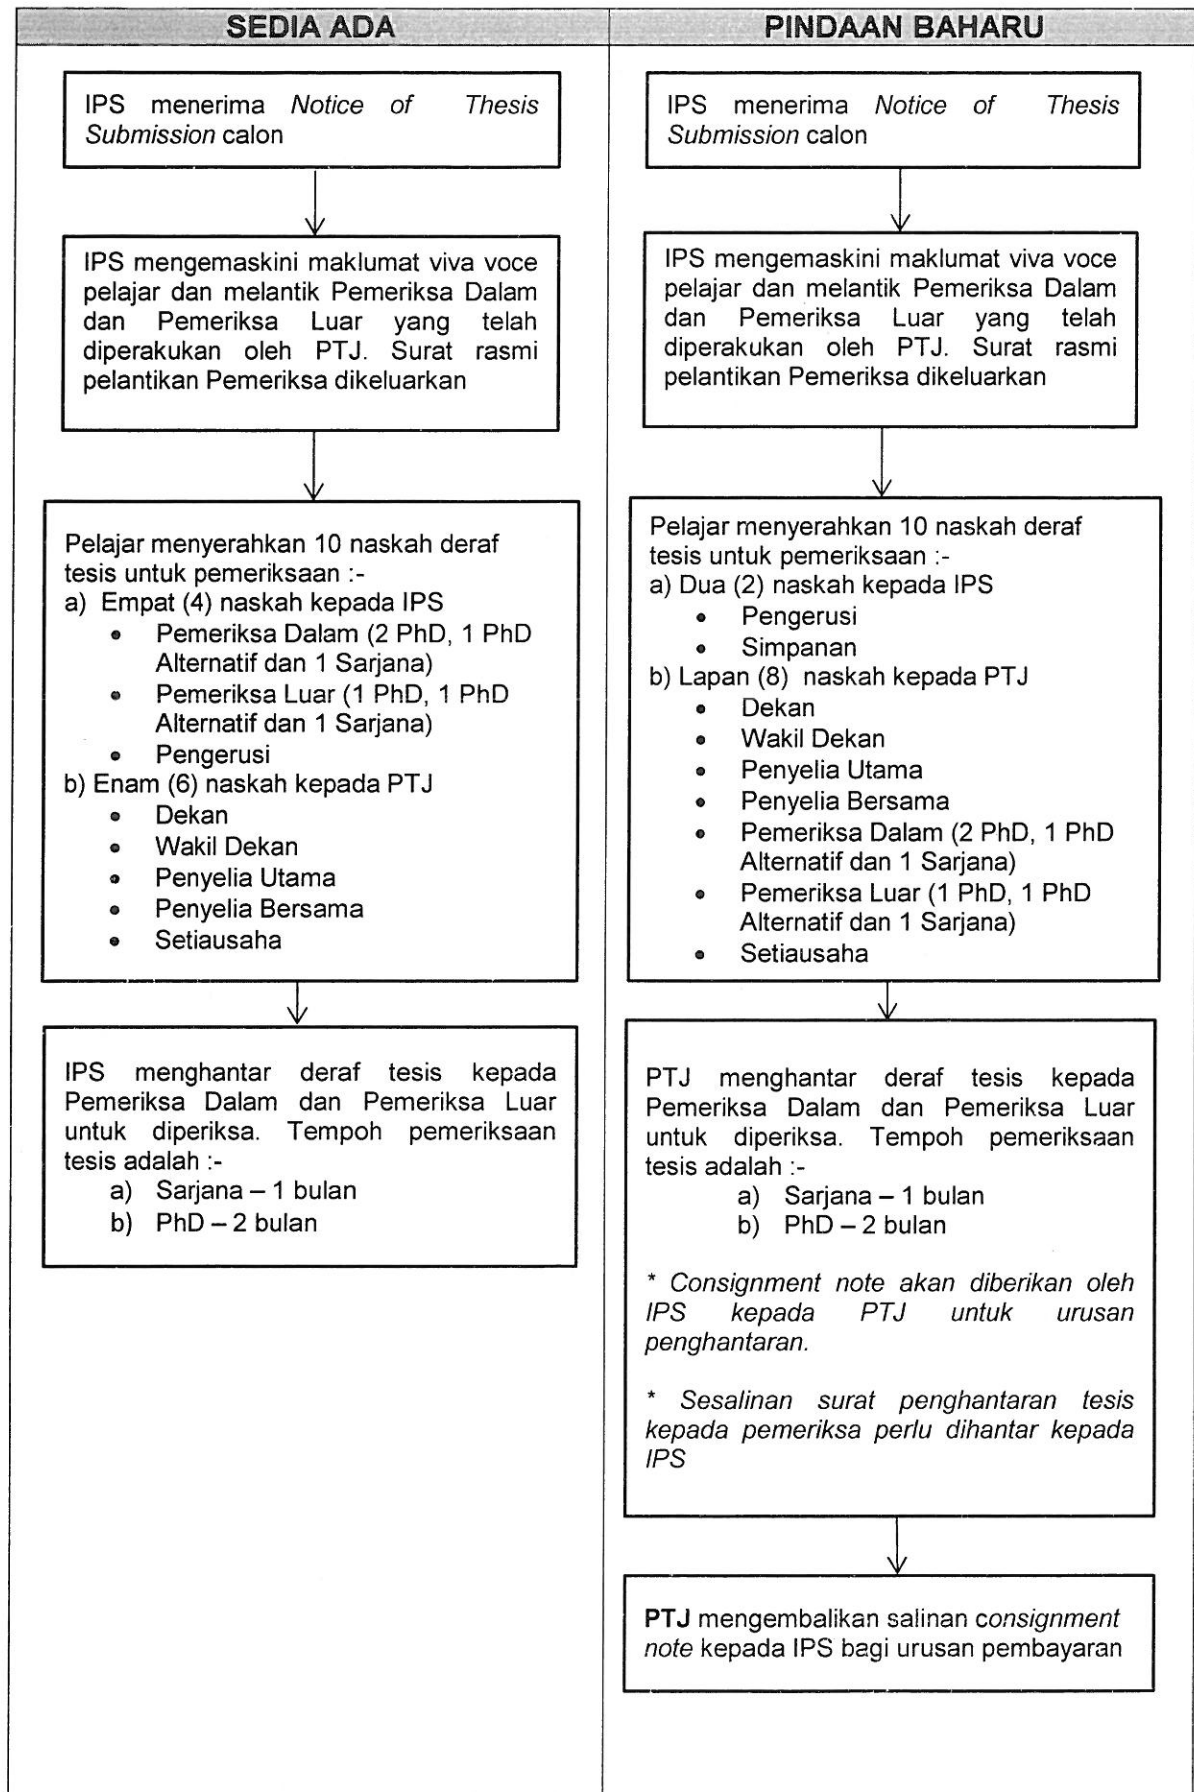 SEDIA ADA
IPS menerima Notice of Thesis
Submission calon
IPS mengemaskini maklumat viva voce
pelajar dan melantik Pemeriksa Dalam
dan Pemeriksa Luar yang telah
diperakukan oleh PTJ. Surat rasmi
pelantikan Pemeriksa dikeluarkan
Pelajar menyerahkan 10 naskah deraf
tesis untuk pemeriksaan :-
a) Empat (4) naskah kepada IPS
• Pemeriksa Dalam (2 PhD, 1 PhD
Alternatif dan 1 Sarjana)
• Pemeriksa Luar (1 PhD, 1 PhD
Alternatif dan 1 Sarjana)
• Pengerusi
b) Enam (6) naskah kepada PTJ
• Dekan
• Wakil Dekan
• Penyelia Utama
• Penyelia Bersama
• Setiausaha
IPS menghantar deraf tesis kepada
Pemeriksa Dalam dan Pemeriksa Luar
untuk diperiksa. Tempoh pemeriksaan
tesis adalah :-
a) Sarjana – 1 bulan
b) PhD – 2 bulan
PINDAAN BAHARU
IPS menerima Notice of Thesis
Submission calon
IPS mengemaskini maklumat viva voce
pelajar dan melantik Pemeriksa Dalam
dan Pemeriksa Luar yang telah
diperakukan oleh PTJ. Surat rasmi
pelantikan Pemeriksa dikeluarkan
Pelajar menyerahkan 10 naskah deraf
tesis untuk pemeriksaan :-
a) Dua (2) naskah kepada IPS
• Pengerusi
• Simpanan
b) Lapan (8) naskah kepada PTJ
• Dekan
• Wakil Dekan
• Penyelia Utama
• Penyelia Bersama
• Pemeriksa Dalam (2 PhD, 1 PhD
Alternatif dan 1 Sarjana)
• Pemeriksa Luar (1 PhD, 1 PhD
Alternatif dan 1 Sarjana)
• Setiausaha
PTJ menghantar deraf tesis kepada
Pemeriksa Dalam dan Pemeriksa Luar
untuk diperiksa. Tempoh pemeriksaan
tesis adalah :-
a) Sarjana – 1 bulan
b) PhD – 2 bulan
* Consignment note akan diberikan oleh
IPS kepada PTJ untuk urusan
penghantaran.
* Sesalinan surat penghantaran tesis
kepada pemeriksa perlu dihantar kepada
IPS
PTJ mengembalikan salinan consignment
note kepada IPS bagi urusan pembayaran